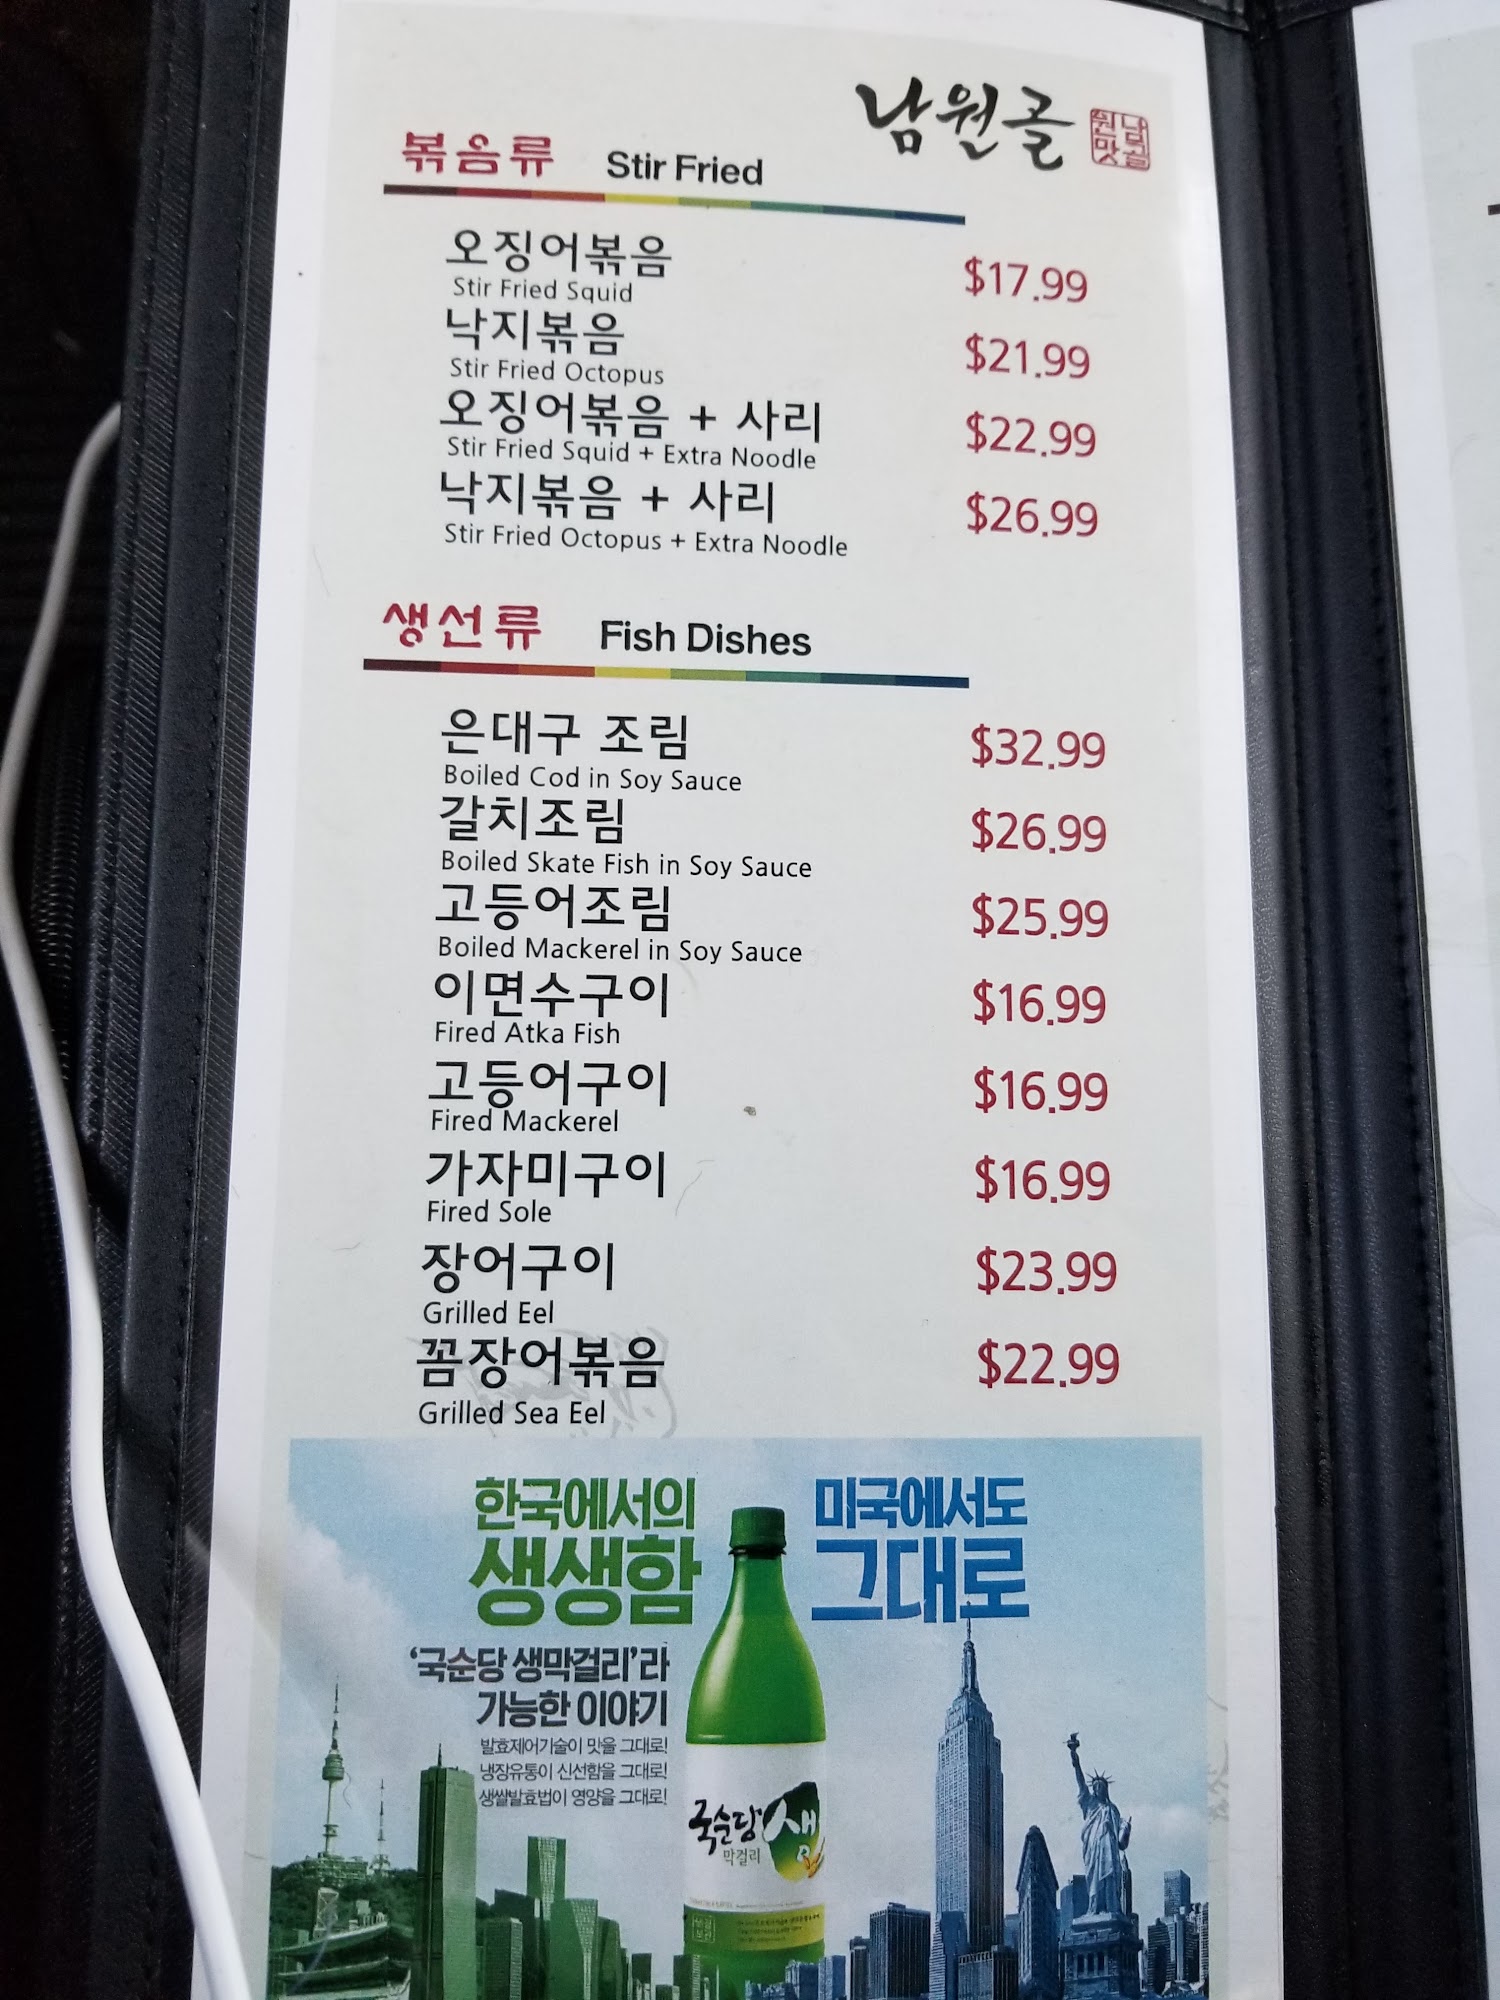 남원골
볶음류 Stir Fried
오징어볶음 $17.99
Stir Fried Squid
낙지볶음 $21.99
Stir Fried Octopus
오징어볶음 + 사리 $22.99
Stir Fried Squid + Extra Noodle
낙지볶음 + 사리 $26.99
Stir Fried Octopus + Extra Noodle
생선류 Fish Dishes
은대구 조림 $32.99
Boiled Cod in Soy Sauce
갈치조림 $26.99
Boiled Skate Fish in Soy Sauce
고등어조림 $25.99
Boiled Mackerel in Soy Sauce
이면수구이 $16.99
Fired Atka Fish
고등어구이 $16.99
Fired Mackerel
가자미구이 $16.99
Fired Sole
장어구이 $23.99
Grilled Eel
꼼장어볶음 $22.99
Grilled Sea Eel
한국에서의
생생함
미국에서도
그대로
‘국순당 생막걸리’라
가능한 이야기
발효제어기술이 맛을 그대로!
냉장유통이 신선함을 그대로!
생쌀발효법이 영양을 그대로!
국순당 생
막걸리